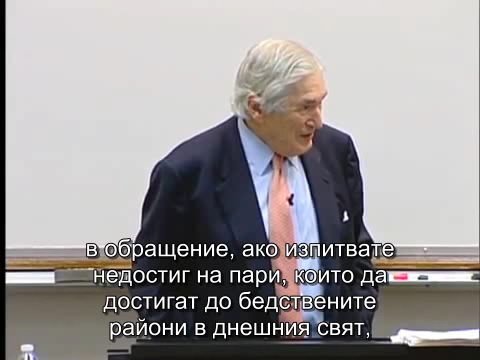 в обращение, ако изпитвате
недостиг на пари, които да
достигат до бедствените
райони в днешния свят,